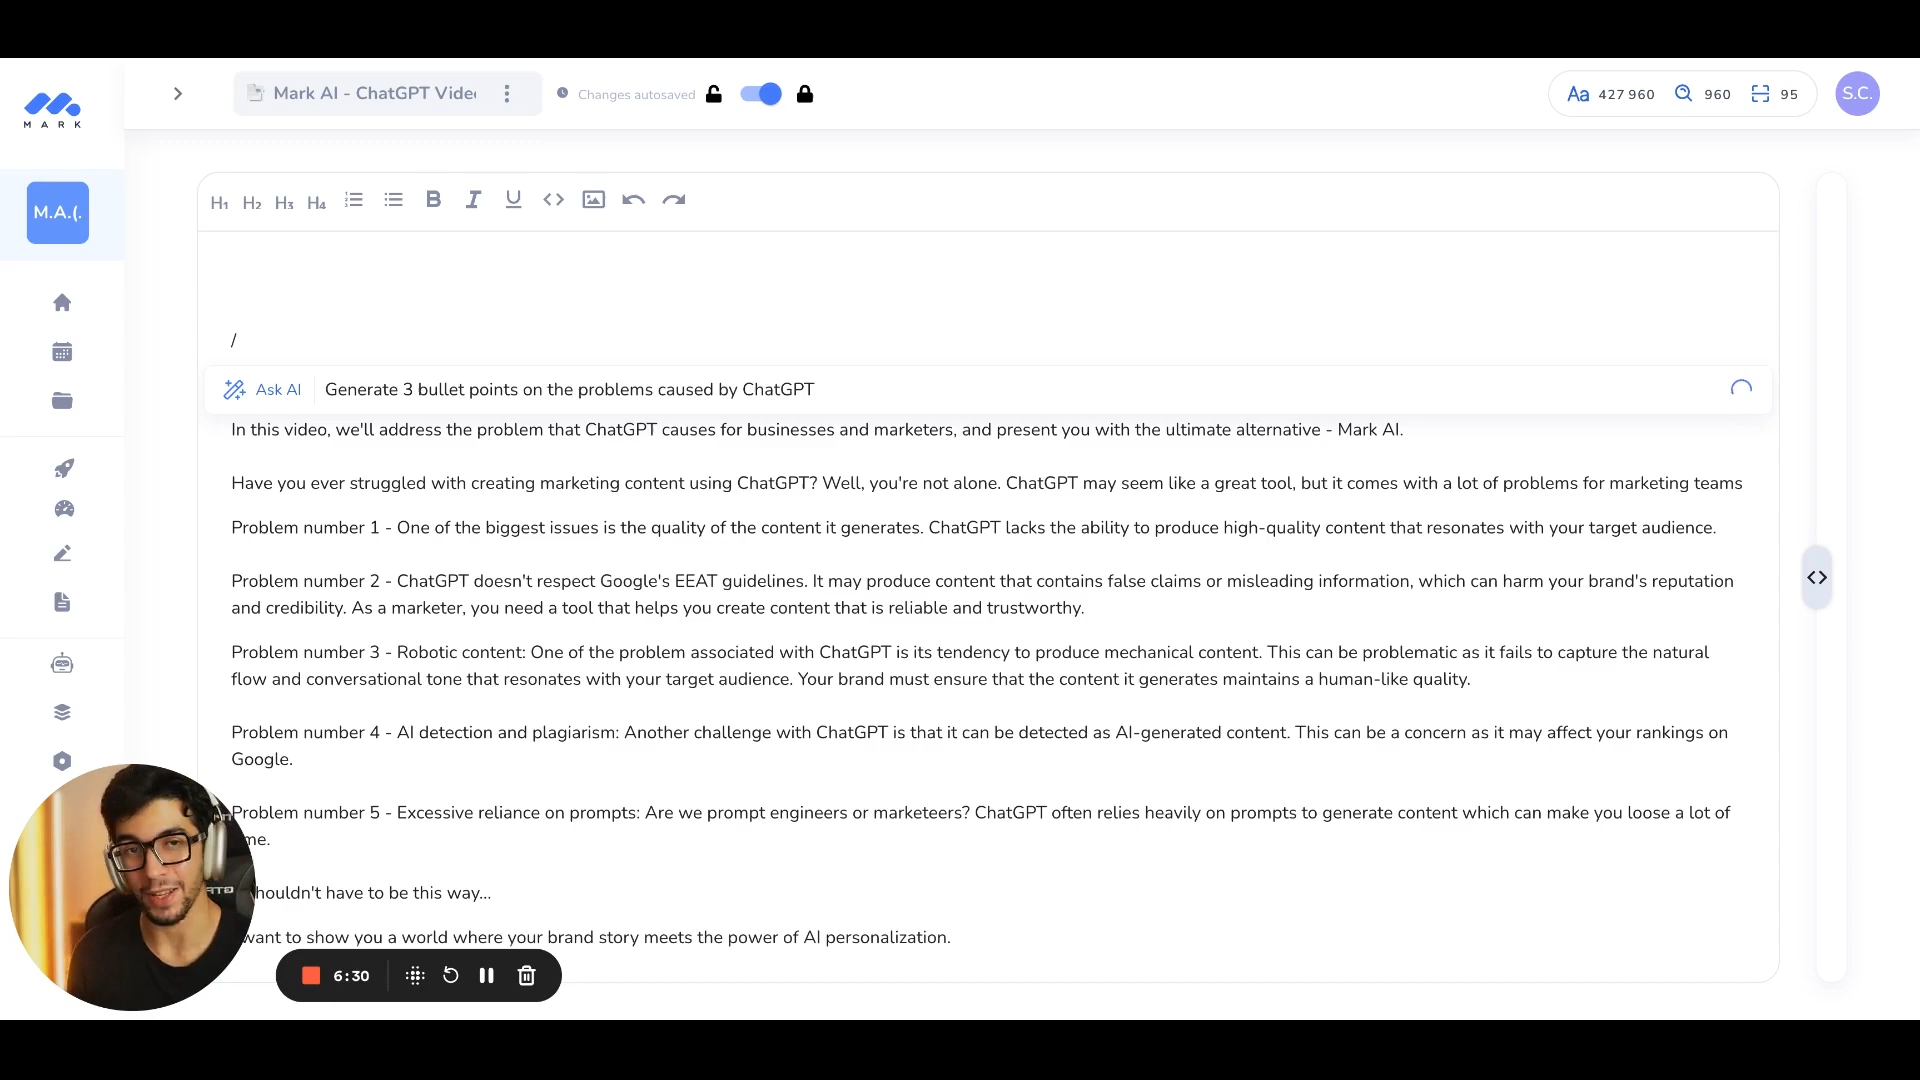 MARK
Mark AI - ChatGPT Vide
Changes autosaved
Aa 427 960
960
95
S.C.
M.A.(.
H1 H2 H3 H4 B I U <>
/
Ask AI
Generate 3 bullet points on the problems caused by ChatGPT
In this video, we'll address the problem that ChatGPT causes for businesses and marketers, and present you with the ultimate alternative - Mark AI.
Have you ever struggled with creating marketing content using ChatGPT? Well, you're not alone. ChatGPT may seem like a great tool, but it comes with a lot of problems for marketing teams
Problem number 1 - One of the biggest issues is the quality of the content it generates. ChatGPT lacks the ability to produce high-quality content that resonates with your target audience.
Problem number 2 - ChatGPT doesn't respect Google's EEAT guidelines. It may produce content that contains false claims or misleading information, which can harm your brand's reputation
and credibility. As a marketer, you need a tool that helps you create content that is reliable and trustworthy.
Problem number 3 - Robotic content: One of the problem associated with ChatGPT is its tendency to produce mechanical content. This can be problematic as it fails to capture the natural
flow and conversational tone that resonates with your target audience. Your brand must ensure that the content it generates maintains a human-like quality.
Problem number 4 - AI detection and plagiarism: Another challenge with ChatGPT is that it can be detected as AI-generated content. This can be a concern as it may affect your rankings on
Google.
Problem number 5 - Excessive reliance on prompts: Are we prompt engineers or marketeers? ChatGPT often relies heavily on prompts to generate content which can make you loose a lot of
me.
houldn't have to be this way...
want to show you a world where your brand story meets the power of AI personalization.
6:30